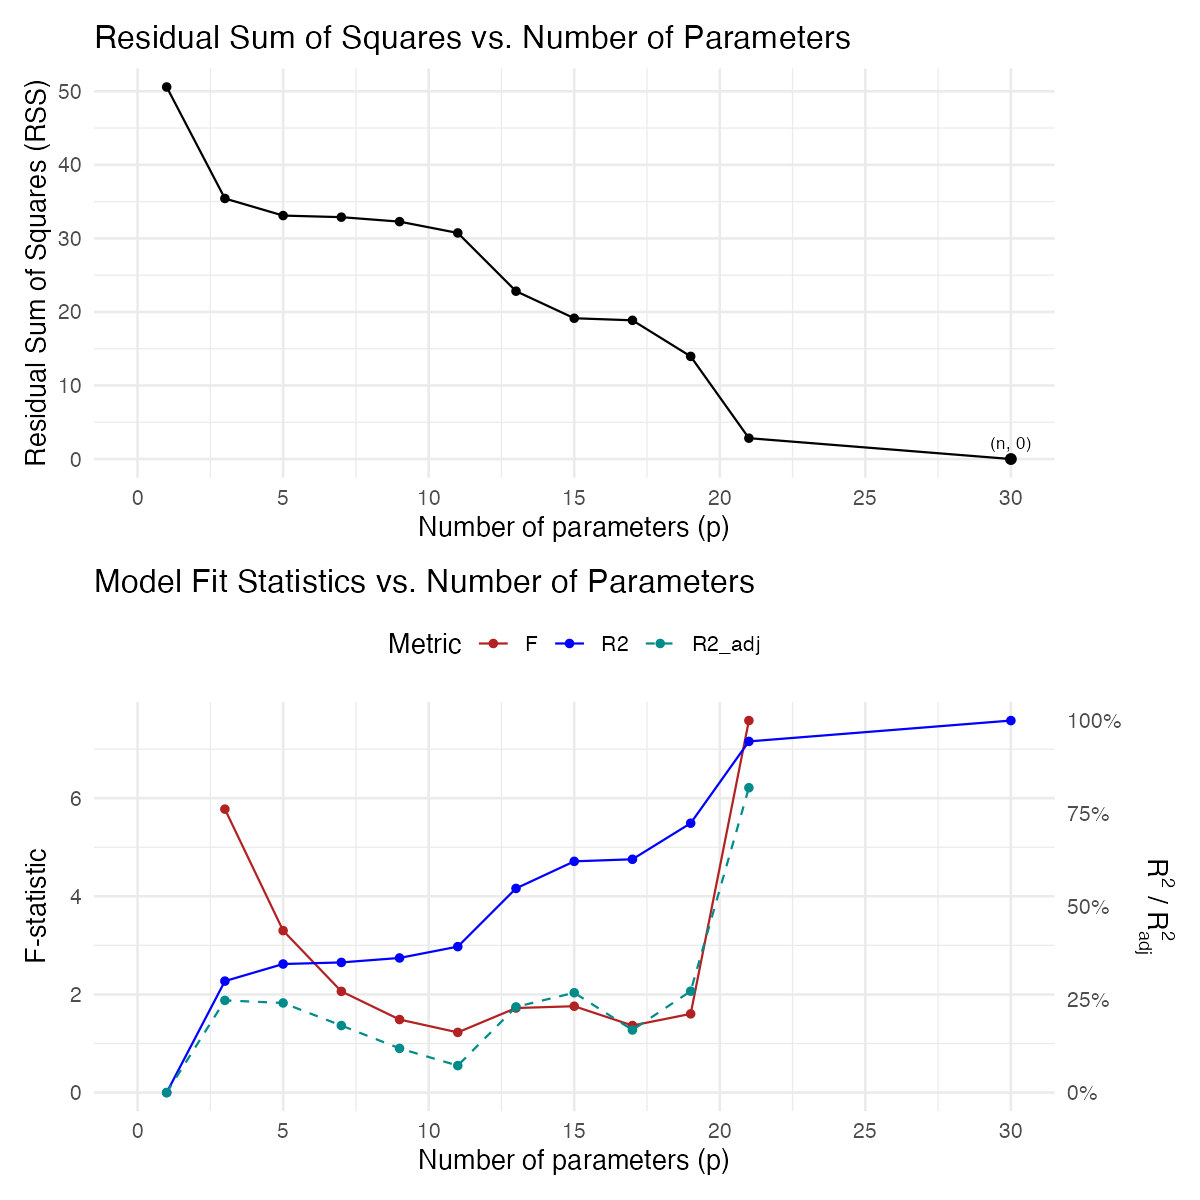 Residual Sum of Squares vs. Number of Parameters
Residual Sum of Squares (RSS)
50
40
30
20
10
0
(n, 0)
0 5 10 15 20 25 30
Number of parameters (p)
Model Fit Statistics vs. Number of Parameters
Metric F R2 R2_adj
F-statistic
6
4
2
0
100%
75%
50%
25%
0%
R² / R²adj
0 5 10 15 20 25 30
Number of parameters (p)